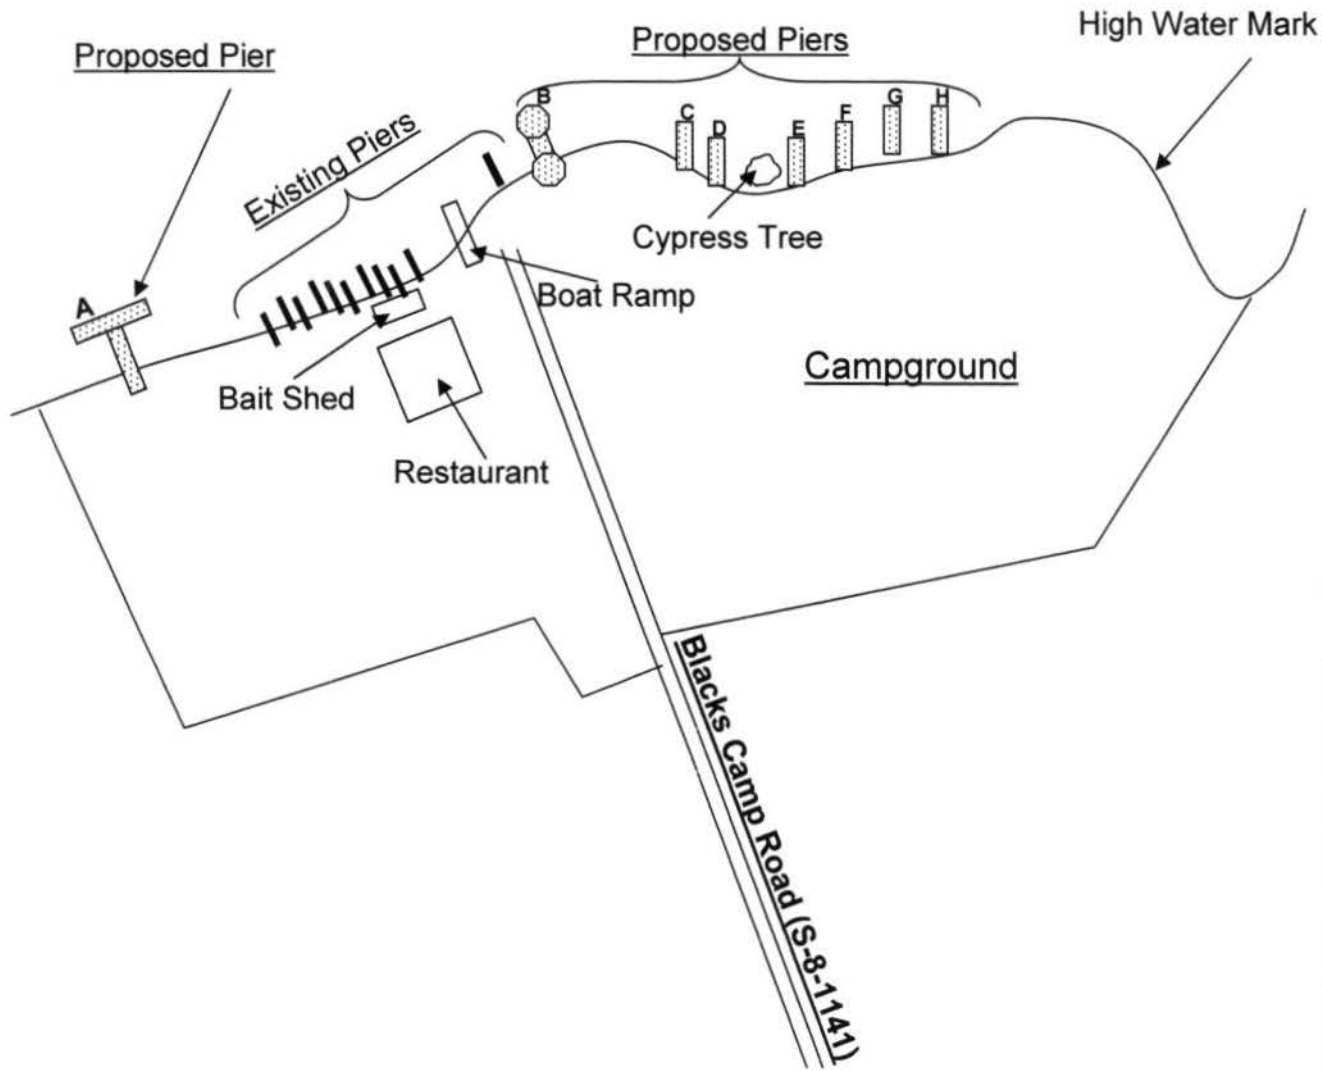 High Water Mark
Proposed Piers
Proposed Pier
B
G
H
C
F
D
E
Existing Piers
Cypress Tree
A
Boat Ramp
Campground
Bait Shed
Restaurant
Blacks Camp Road (S-8-1141)